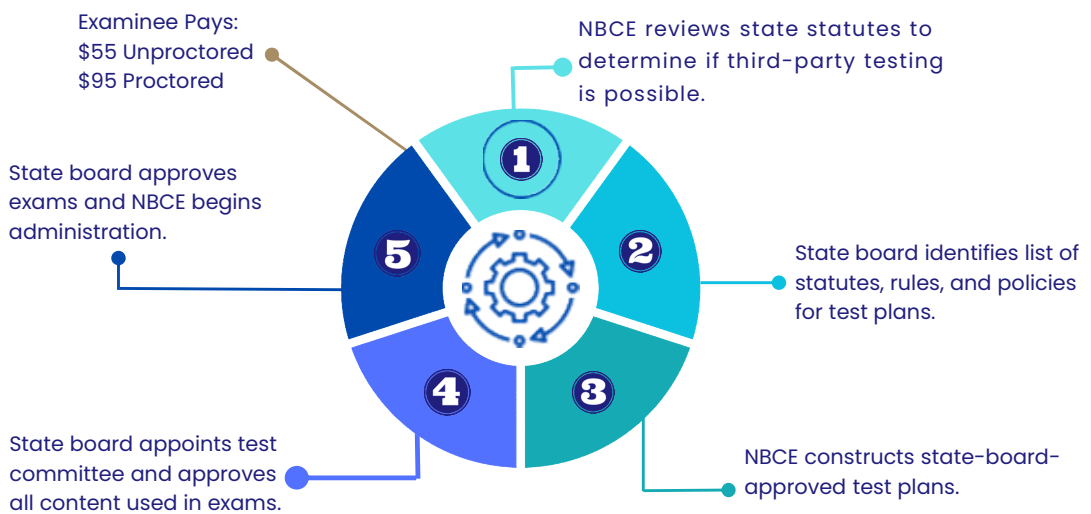 Examinee Pays:
$55 Unproctored
$95 Proctored
NBCE reviews state statutes to
determine if third-party testing
is possible.
1
State board approves
exams and NBCE begins
administration.
5
2
State board identifies list of
statutes, rules, and policies
for test plans.
4
3
State board appoints test
committee and approves
all content used in exams.
NBCE constructs state-board-
approved test plans.